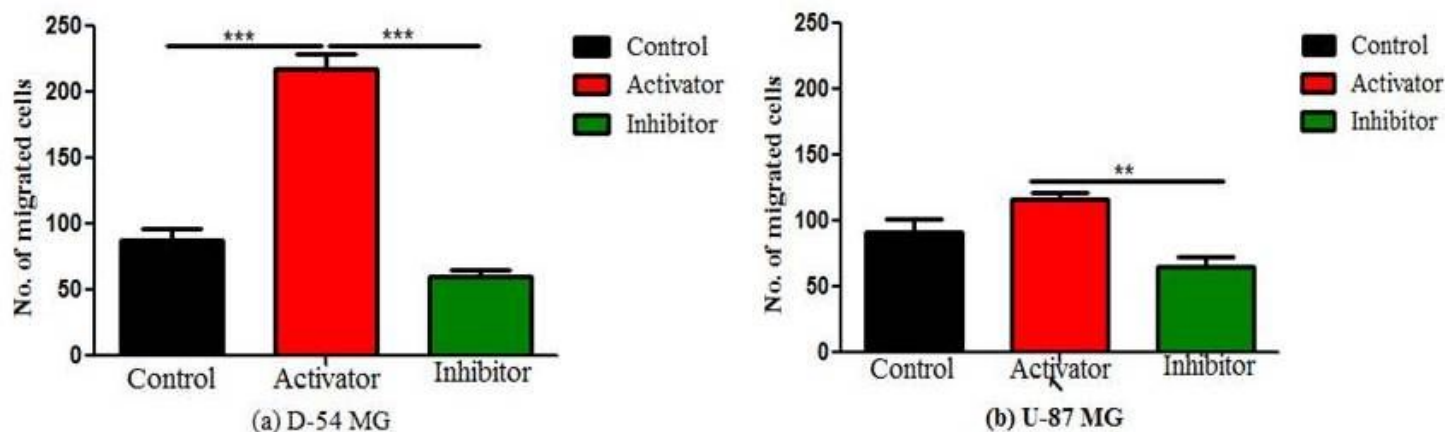 No. of migrated cells
250
200
150
100
50
0
*** ***
Control
Activator
Inhibitor
Control Activator Inhibitor
(a) D-54 MG
No. of migrated cells
250
200
150
100
50
0
**
Control
Activator
Inhibitor
Control Activator Inhibitor
(b) U-87 MG